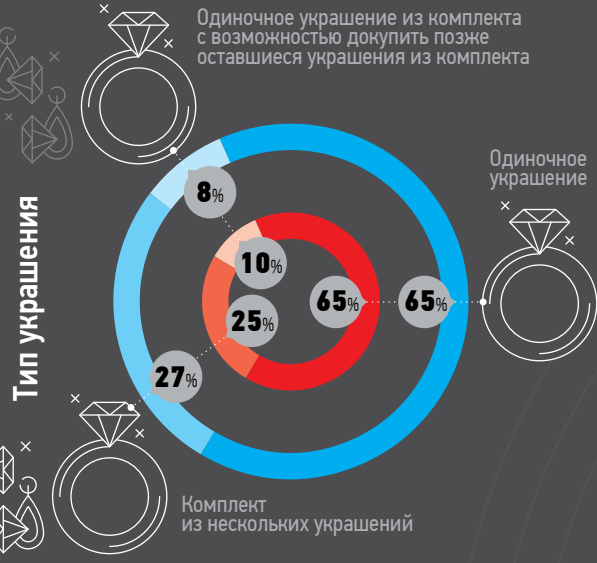 Одиночное украшение из комплекта
с возможностью докупить позже
оставшиеся украшения из комплекта
Одиночное
украшение
Тип украшения
8%
10%
65%
65%
25%
27%
Комплект
из нескольких украшений